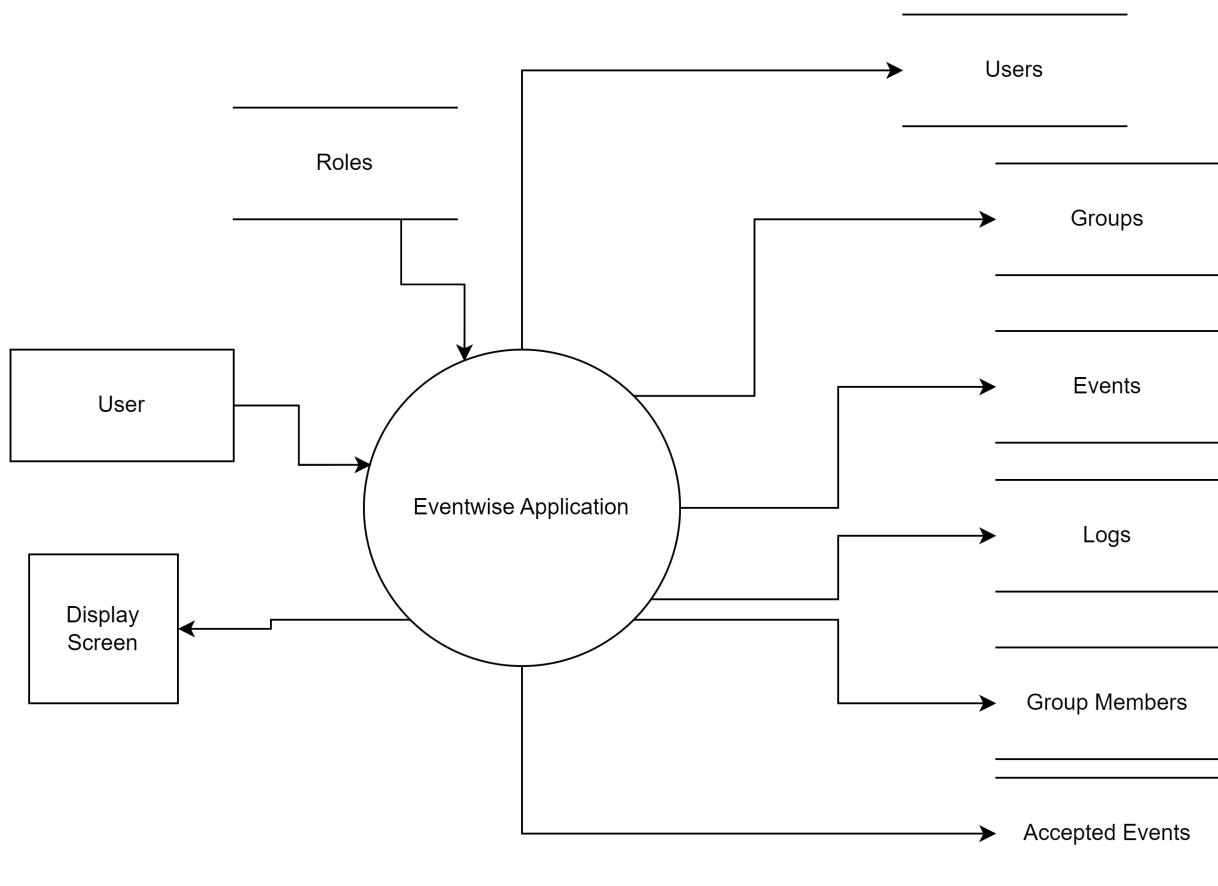 Users
Roles
Groups
User
Events
Eventwise Application
Logs
Display
Screen
Group Members
Accepted Events